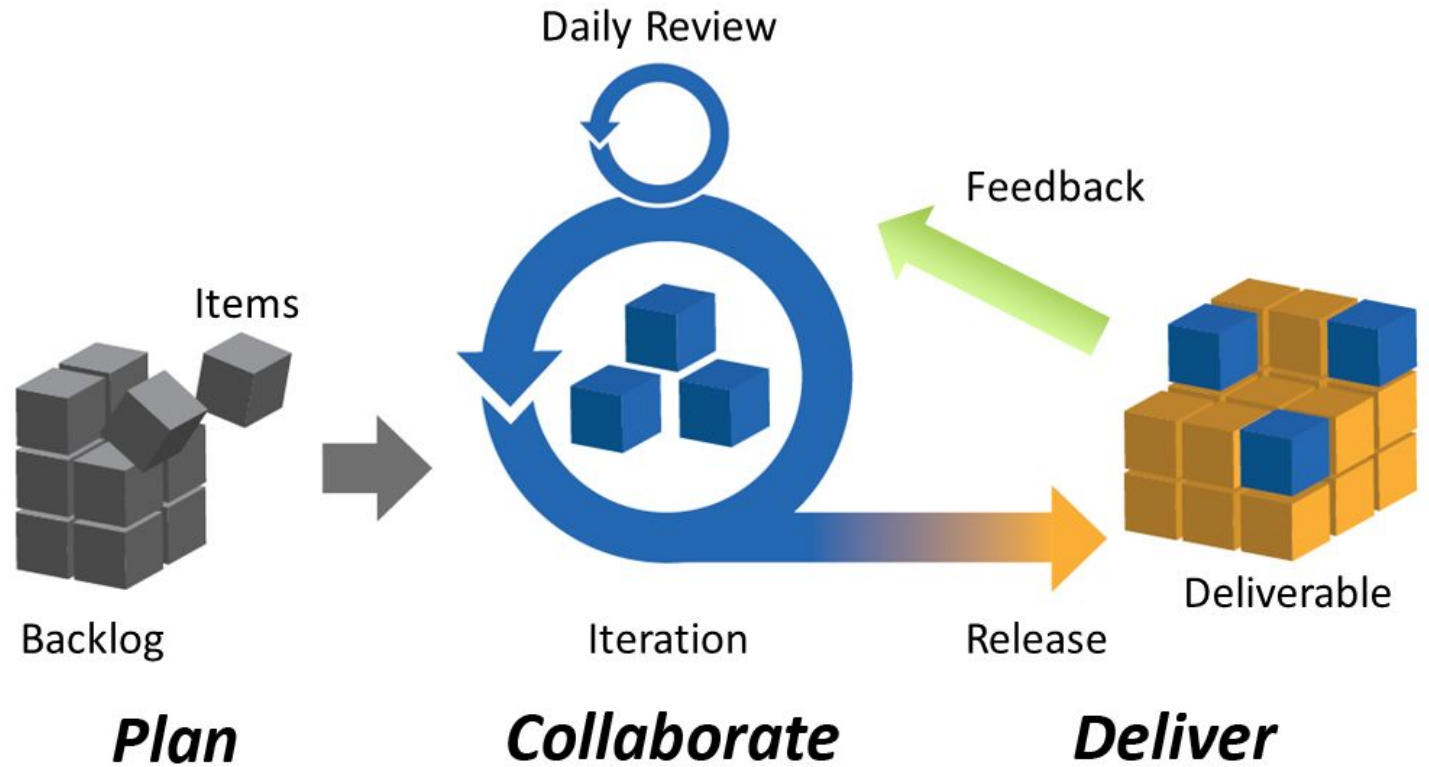 Daily Review
Feedback
Items
Deliverable
Backlog
Iteration
Release
Plan
Collaborate
Deliver